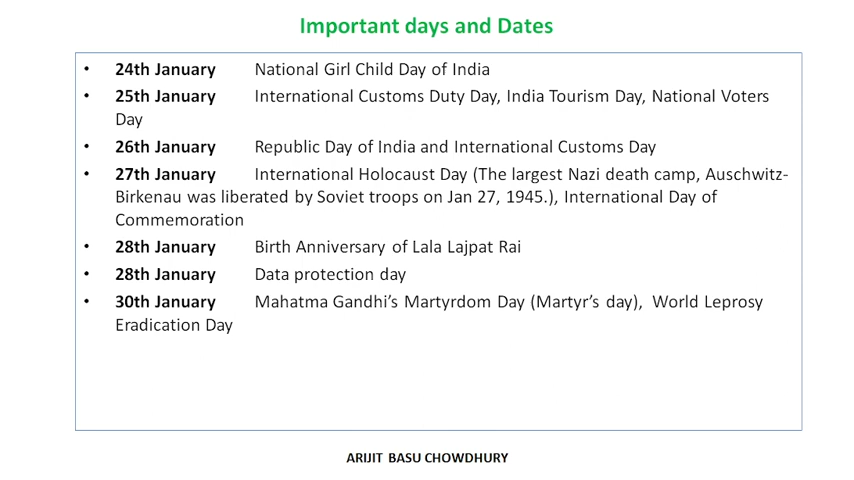 Important days and Dates
• 24th January National Girl Child Day of India
• 25th January International Customs Duty Day, India Tourism Day, National Voters
Day
• 26th January Republic Day of India and International Customs Day
• 27th January International Holocaust Day (The largest Nazi death camp, Auschwitz-
Birkenau was liberated by Soviet troops on Jan 27, 1945.), International Day of
Commemoration
• 28th January Birth Anniversary of Lala Lajpat Rai
• 28th January Data protection day
• 30th January Mahatma Gandhi’s Martyrdom Day (Martyr’s day), World Leprosy
Eradication Day
ARIJIT BASU CHOWDHURY